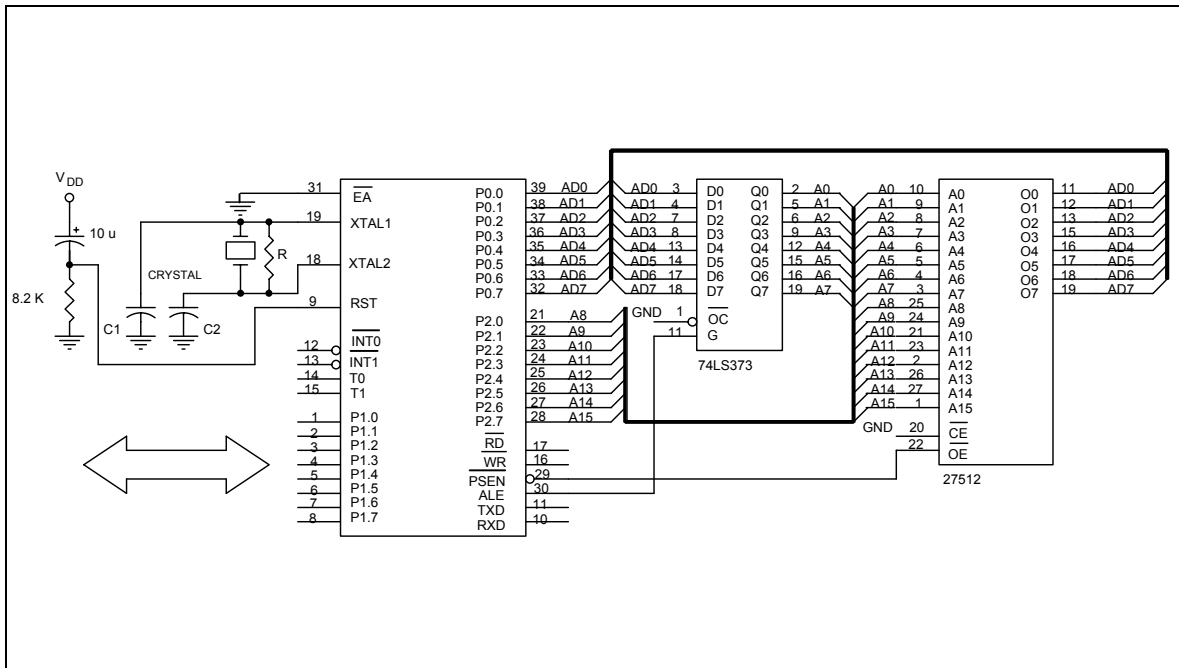 V DD
10 u
8.2 K
CRYSTAL
C1
C2
R
31 EA
19 XTAL1
18 XTAL2
9 RST
12 INT0
13 INT1
14 T0
15 T1
1 P1.0
2 P1.1
3 P1.2
4 P1.3
5 P1.4
6 P1.5
7 P1.6
8 P1.7
P0.0 39 AD0
P0.1 38 AD1
P0.2 37 AD2
P0.3 36 AD3
P0.4 35 AD4
P0.5 34 AD5
P0.6 33 AD6
P0.7 32 AD7
P2.0 21 A8
P2.1 22 A9
P2.2 23 A10
P2.3 24 A11
P2.4 25 A12
P2.5 26 A13
P2.6 27 A14
P2.7 28 A15
RD 17
WR 16
PSEN 29
ALE 30
TXD 11
RXD 10
AD0 3 D0 Q0 2 A0
AD1 4 D1 Q1 5 A1
AD2 7 D2 Q2 6 A2
AD3 8 D3 Q3 9 A3
AD4 13 D4 Q4 12 A4
AD5 14 D5 Q5 15 A5
AD6 17 D6 Q6 16 A6
AD7 18 D7 Q7 19 A7
GND 1 OC
11 G
74LS373
A0 10 A0 O0 11 AD0
A1 9 A1 O1 12 AD1
A2 8 A2 O2 13 AD2
A3 7 A3 O3 15 AD3
A4 6 A4 O4 16 AD4
A5 5 A5 O5 17 AD5
A6 4 A6 O6 18 AD6
A7 3 A7 O7 19 AD7
A8 25 A8
A9 24 A9
A10 21 A10
A11 23 A11
A12 2 A12
A13 26 A13
A14 27 A14
A15 1 A15
GND 20 CE
22 OE
27512